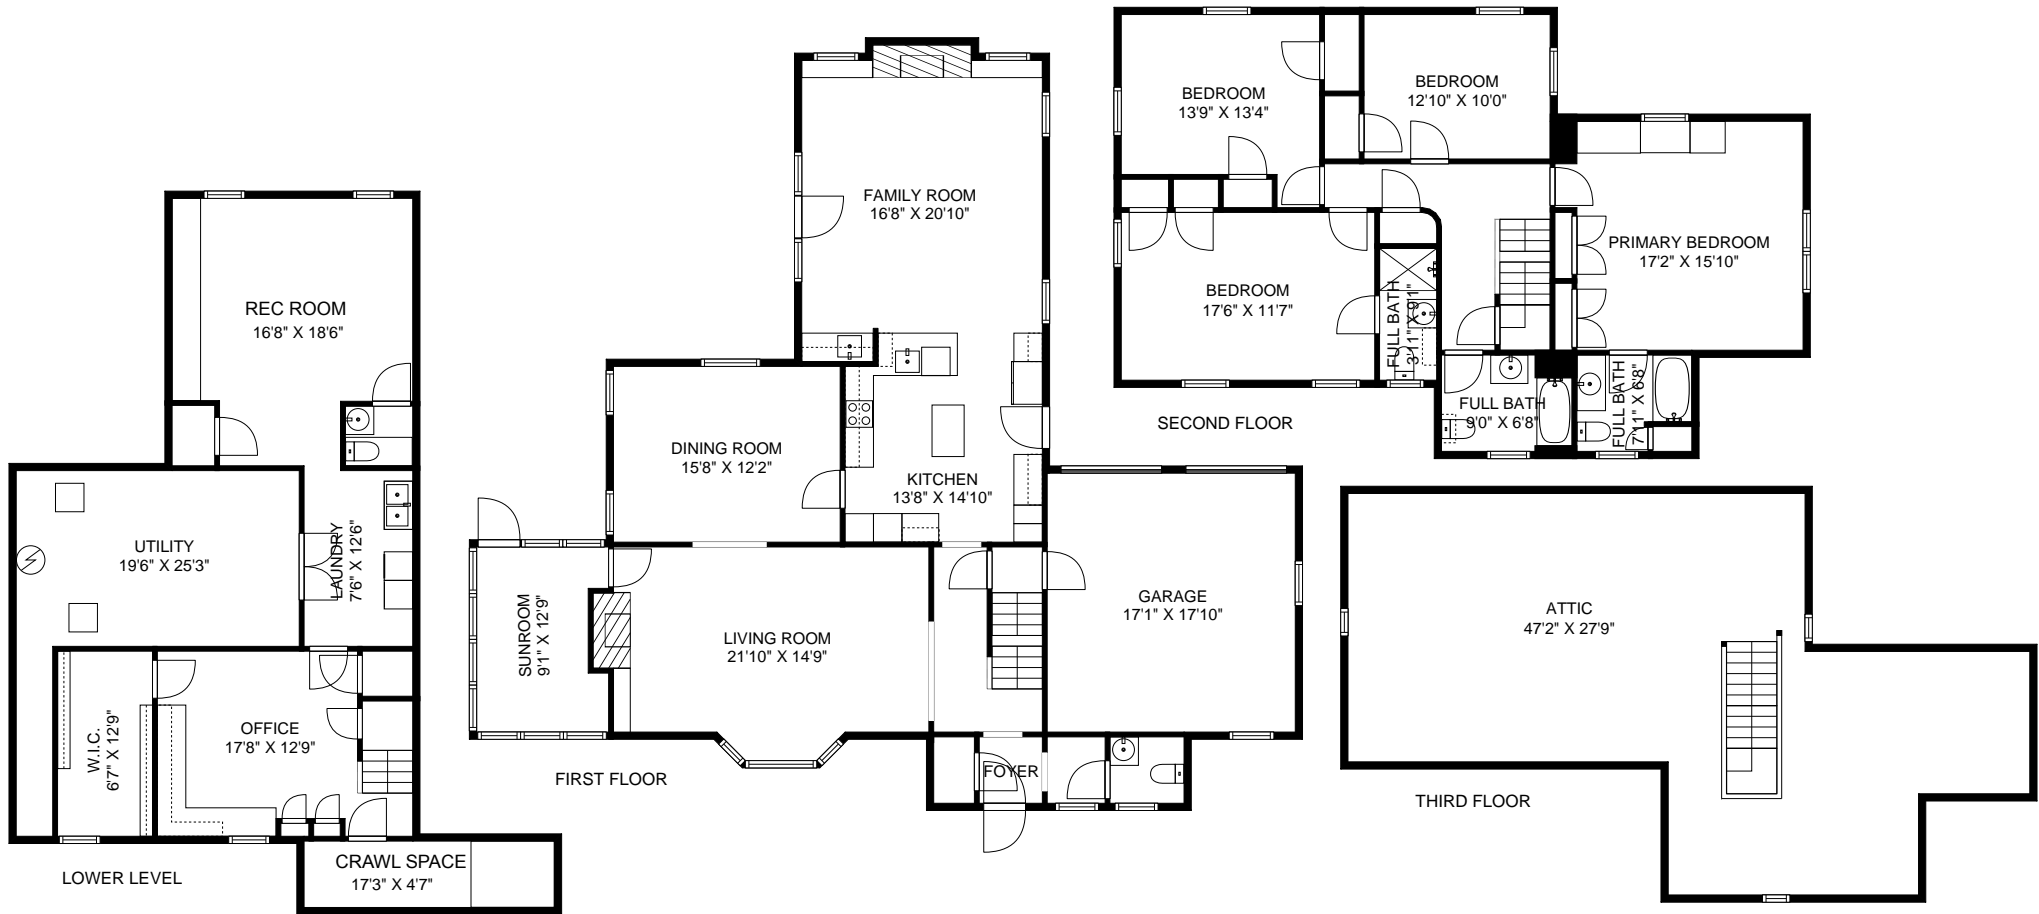 REC ROOM
16'8" X 18'6"
UTILITY
19'6" X 25'3"
LAUNDRY
7'6" X 12'6"
W.I.C.
6'7" X 12'9"
OFFICE
17'8" X 12'9"
CRAWL SPACE
17'3" X 4'7"
LOWER LEVEL
FAMILY ROOM
16'8" X 20'10"
DINING ROOM
15'8" X 12'2"
KITCHEN
13'8" X 14'10"
SUNROOM
9'1" X 12'9"
LIVING ROOM
21'10" X 14'9"
GARAGE
17'1" X 17'10"
FOYER
FIRST FLOOR
BEDROOM
13'9" X 13'4"
BEDROOM
12'10" X 10'0"
PRIMARY BEDROOM
17'2" X 15'10"
BEDROOM
17'6" X 11'7"
FULL BATH
3'11" X 9'1"
FULL BATH
9'0" X 6'8"
FULL BATH
7'11" X 6'8"
SECOND FLOOR
ATTIC
47'2" X 27'9"
THIRD FLOOR